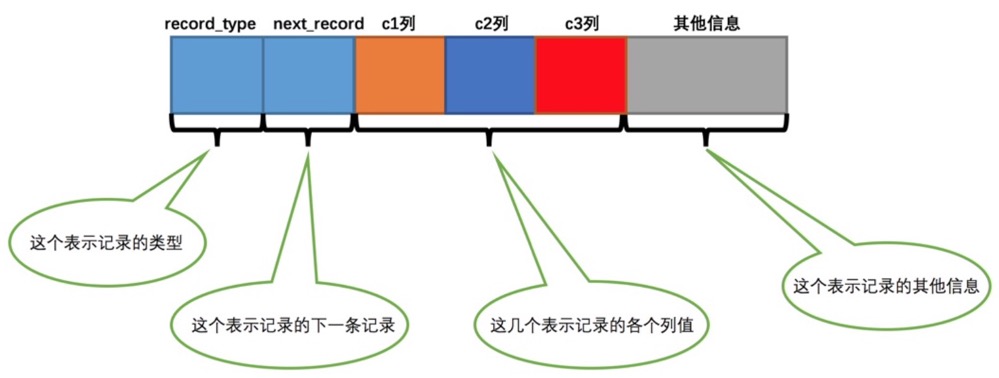 record_type next_record c1列 c2列 c3列 其他信息
这个表示记录的类型
这个表示记录的下一条记录
这几个表示记录的各个列值
这个表示记录的其他信息